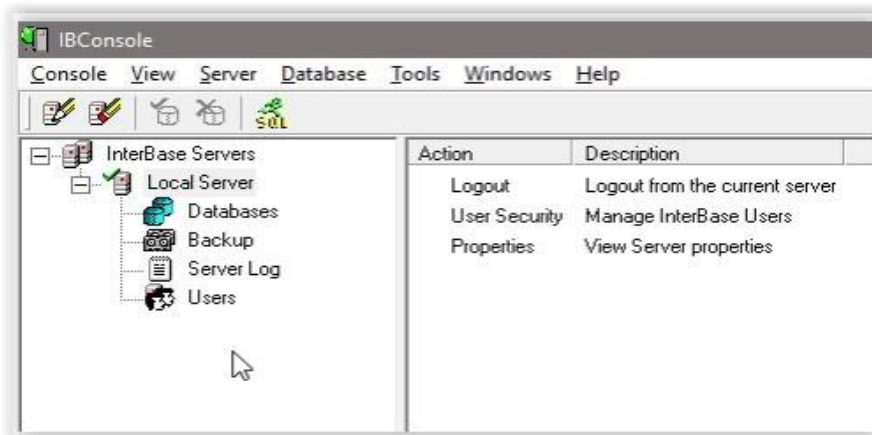 IBConsole
Console View Server Database Tools Windows Help
SQL
InterBase Servers
Local Server
Databases
Backup
Server Log
Users
Action Description
Logout Logout from the current server
User Security Manage InterBase Users
Properties View Server properties